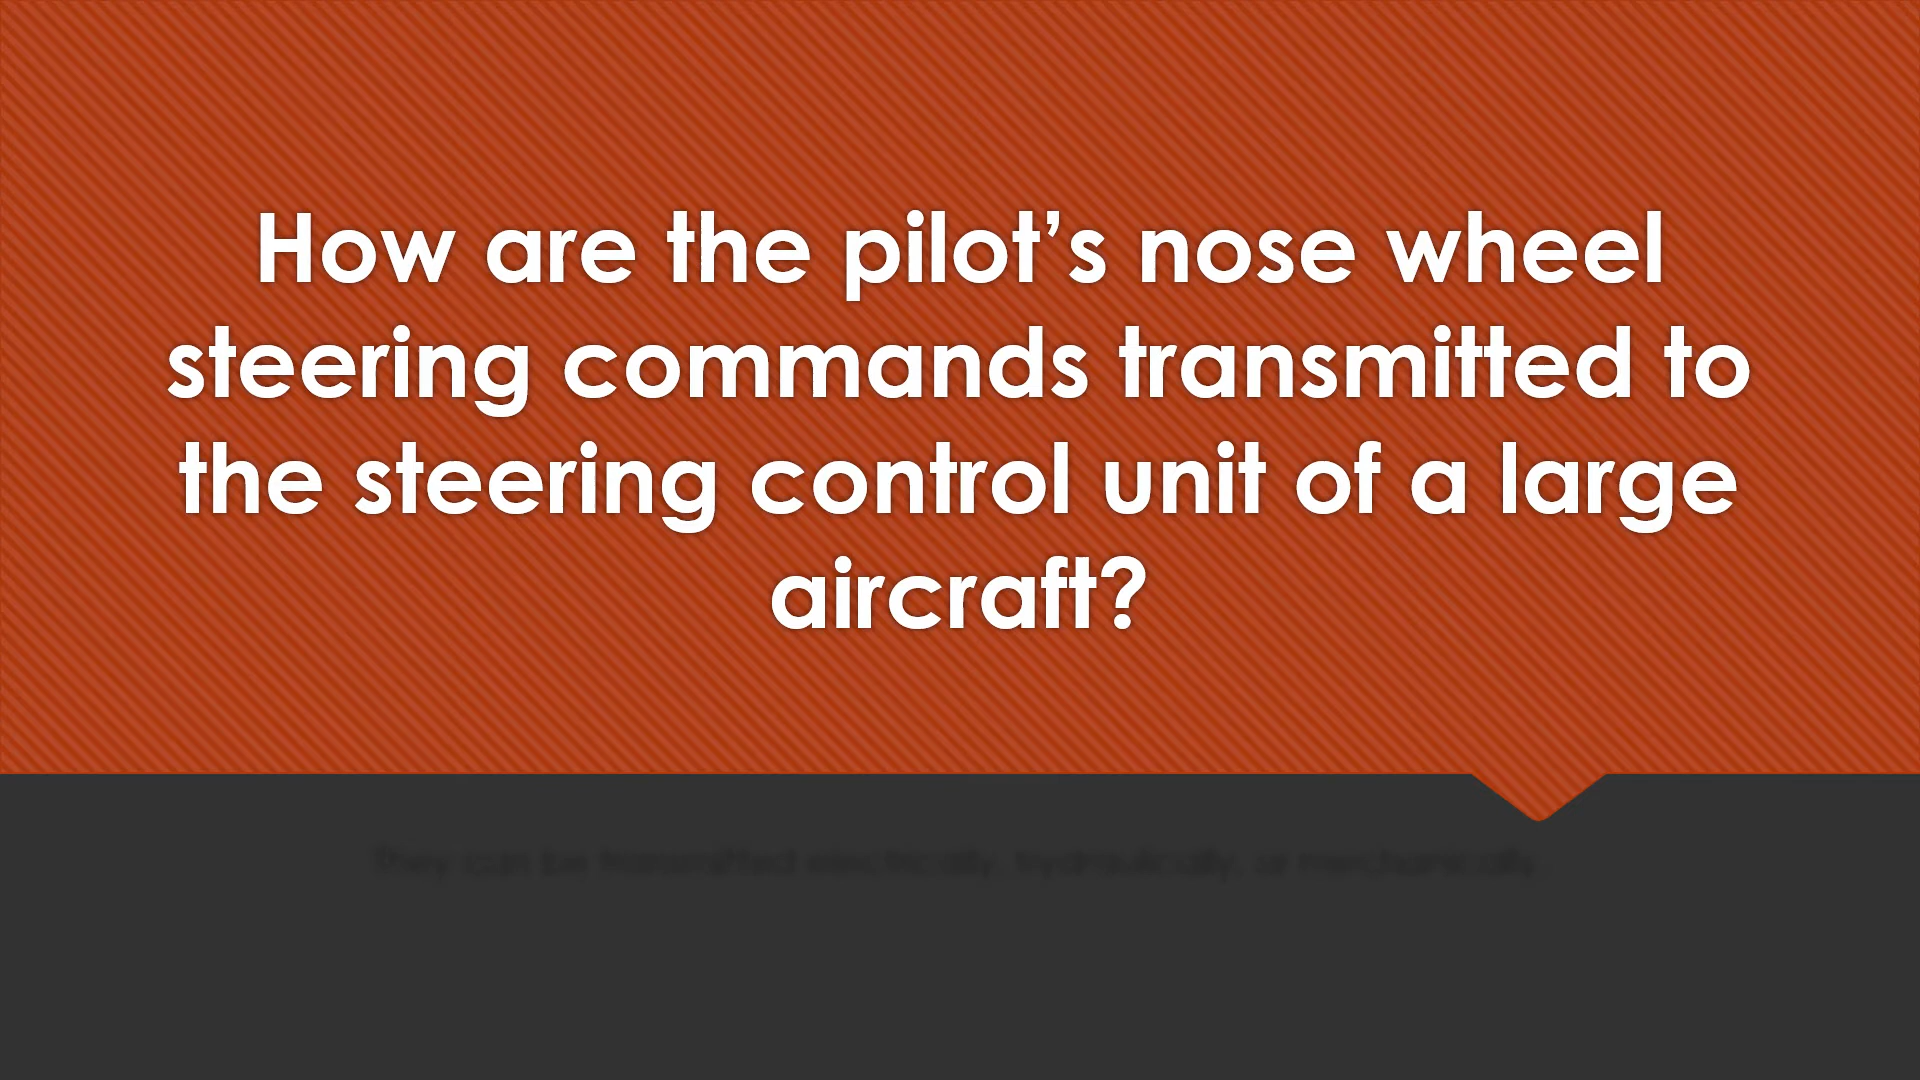 How are the pilot’s nose wheel
steering commands transmitted to
the steering control unit of a large
aircraft?
They can be transmitted electrically, hydraulically, or mechanically.